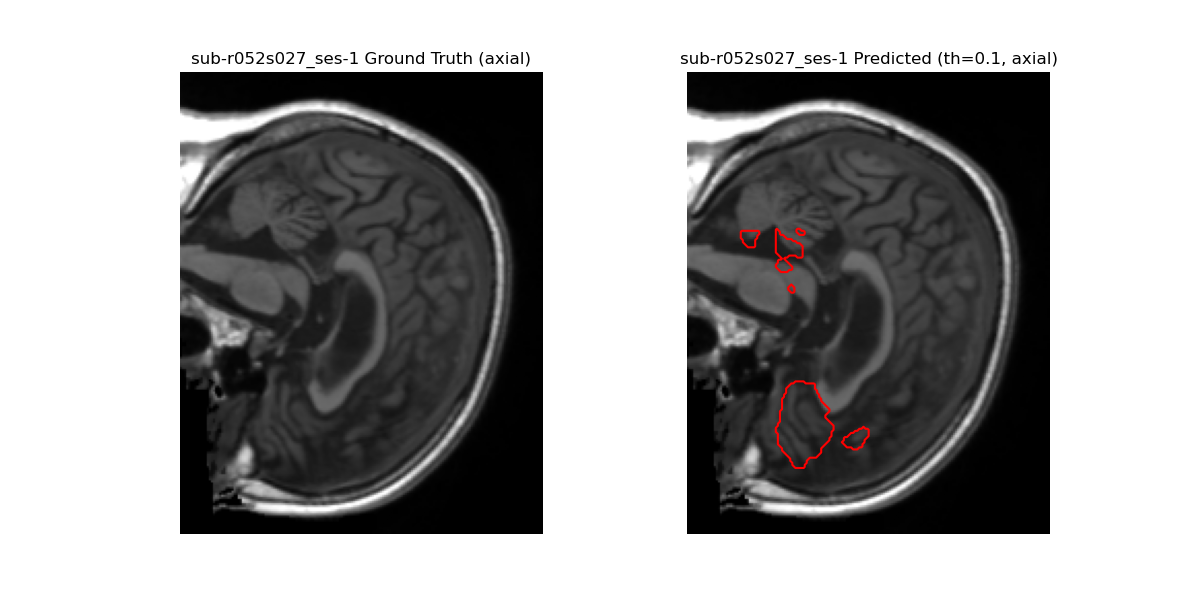 sub-r052s027_ses-1 Ground Truth (axial)
sub-r052s027_ses-1 Predicted (th=0.1, axial)